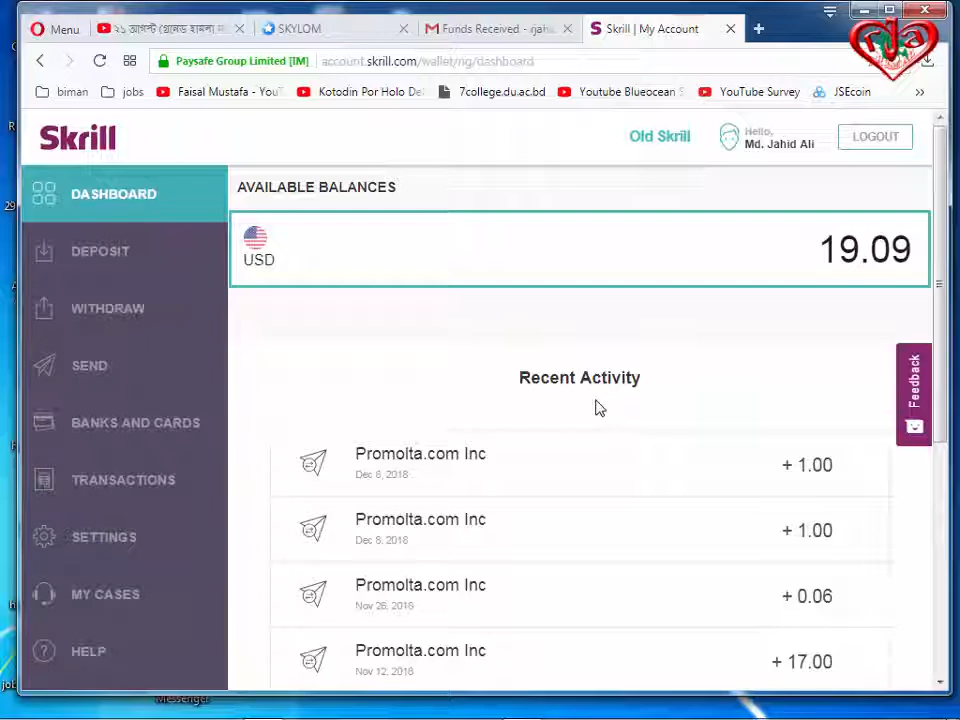 Menu
২১ আগস্ট (গ্রেনেড হামলা ম
SKYLOM
Funds Received - rjaha
Skrill | My Account
Paysafe Group Limited [IM]
account.skrill.com/wallet/ng/dashboard
biman
jobs
Faisal Mustafa - YouT
Kotodin Por Holo De
7college.du.ac.bd
Youtube Blueocean S
YouTube Survey
JSEcoin
»
Skrill
Old Skrill
Hello,
Md. Jahid Ali
LOGOUT
DASHBOARD
AVAILABLE BALANCES
DEPOSIT
USD
19.09
WITHDRAW
SEND
Recent Activity
Feedback
BANKS AND CARDS
Promolta.com Inc
Dec 6, 2018
+ 1.00
TRANSACTIONS
Promolta.com Inc
Dec 6, 2018
+ 1.00
SETTINGS
Promolta.com Inc
Nov 26, 2018
+ 0.06
MY CASES
Promolta.com Inc
Nov 12, 2018
+ 17.00
HELP
Messenger